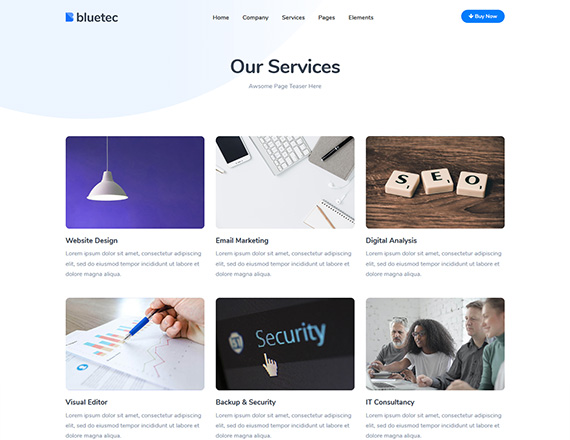 bluetec
Home Company Services Pages Elements
Buy Now
Our Services
Awsome Page Teaser Here
SEO
Website Design
Email Marketing
Digital Analysis
Lorem ipsum dolor sit amet, consectetur adipiscing
elit, sed do eiusmod tempor incididunt ut labore et
dolore magna aliqua.
Lorem ipsum dolor sit amet, consectetur adipiscing
elit, sed do eiusmod tempor incididunt ut labore et
dolore magna aliqua.
Lorem ipsum dolor sit amet, consectetur adipiscing
elit, sed do eiusmod tempor incididunt ut labore et
dolore magna aliqua.
Security
Visual Editor
Backup & Security
IT Consultancy
Lorem ipsum dolor sit amet, consectetur adipiscing
elit, sed do eiusmod tempor incididunt ut labore et
dolore magna aliqua.
Lorem ipsum dolor sit amet, consectetur adipiscing
elit, sed do eiusmod tempor incididunt ut labore et
dolore magna aliqua.
Lorem ipsum dolor sit amet, consectetur adipiscing
elit, sed do eiusmod tempor incididunt ut labore et
dolore magna aliqua.